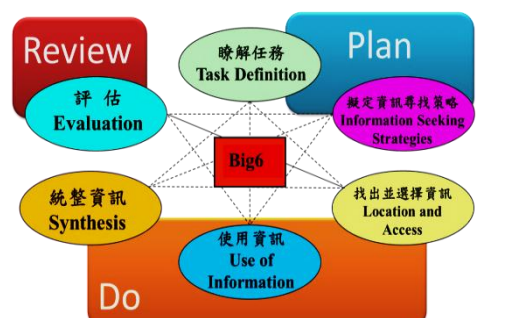 Review
Plan
瞭解任務
Task Definition
評 估
Evaluation
擬定資訊尋找策略
Information Seeking
Strategies
Big6
統整資訊
Synthesis
找出並選擇資訊
Location and
Access
使用資訊
Use of
Information
Do